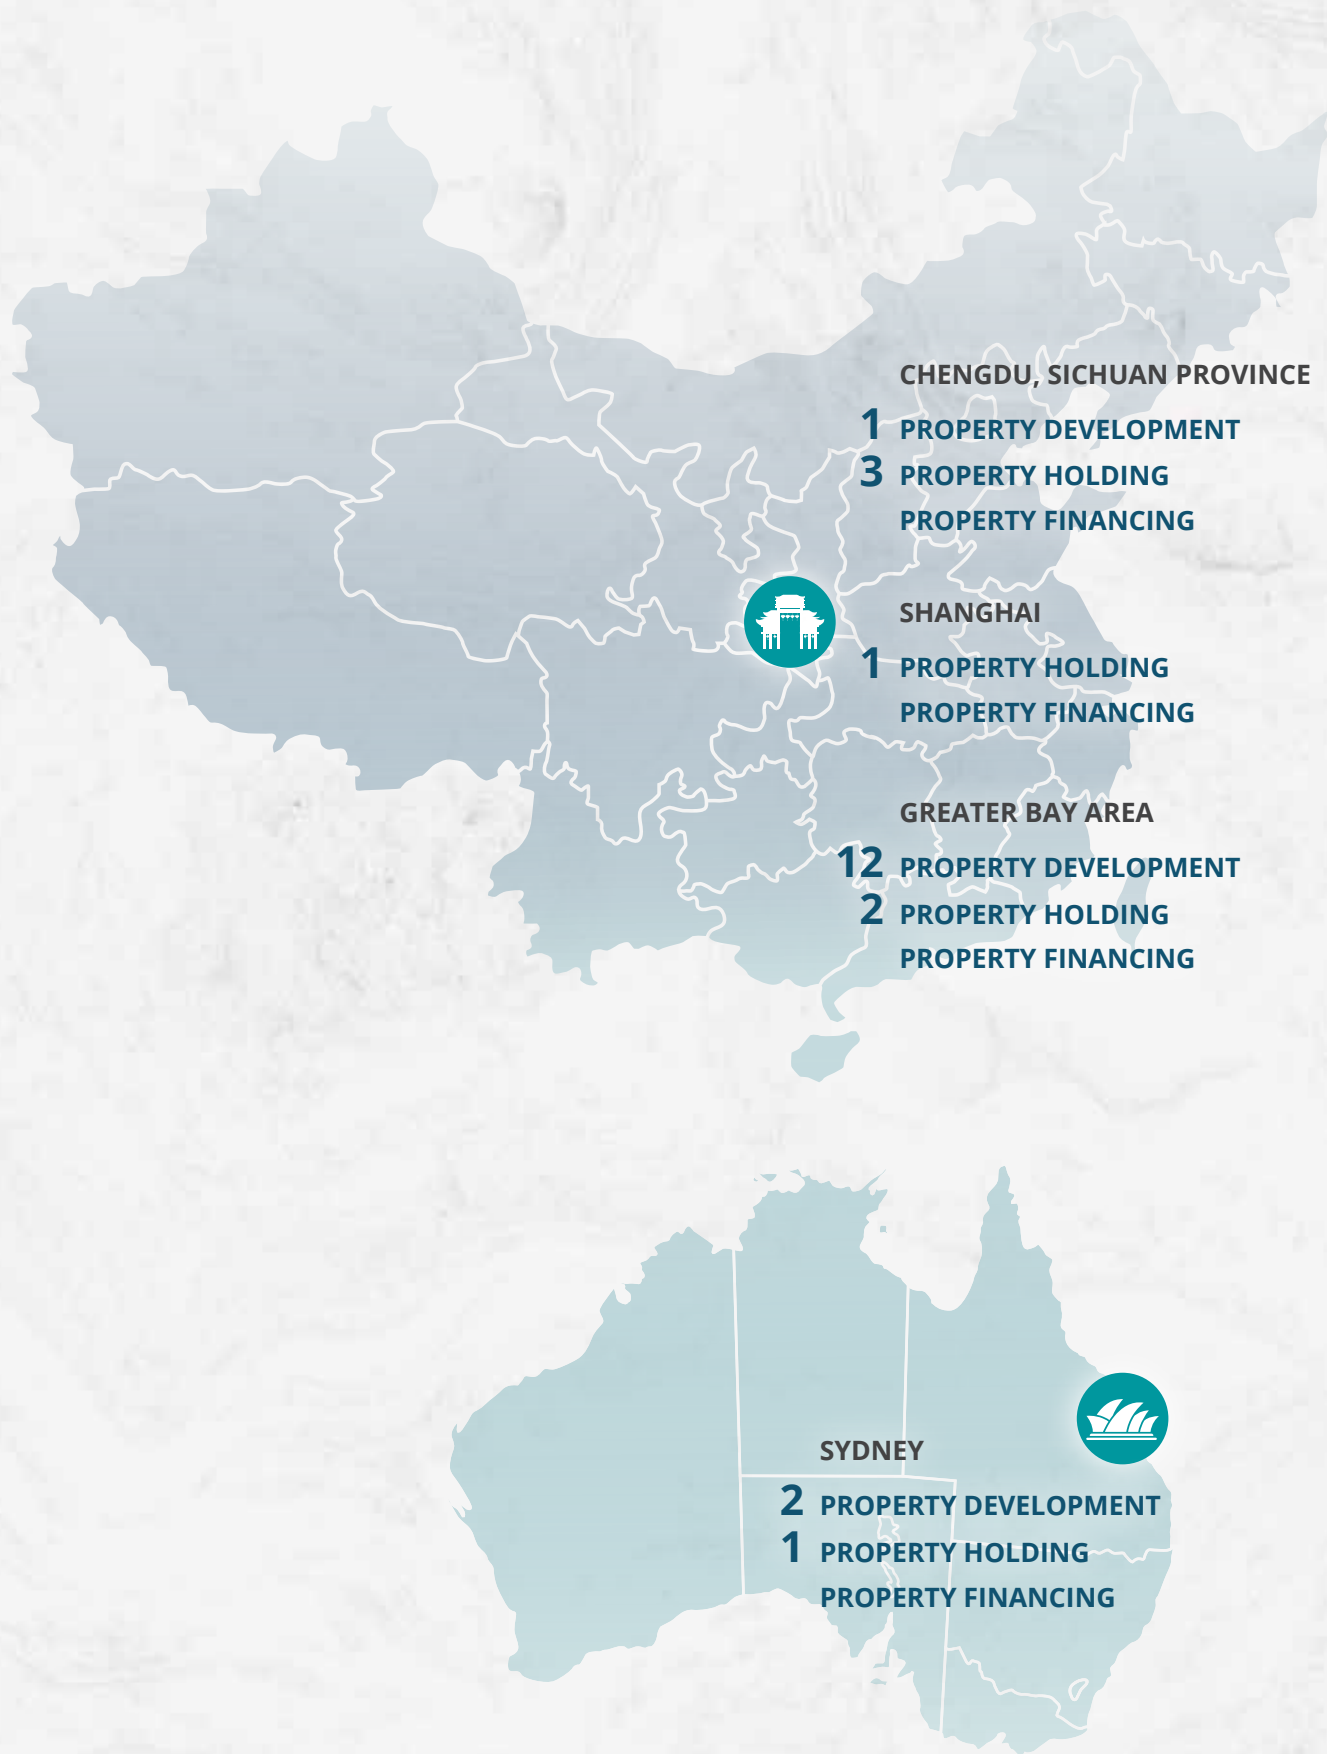 CHENGDU, SICHUAN PROVINCE
1 PROPERTY DEVELOPMENT
3 PROPERTY HOLDING
PROPERTY FINANCING
SHANGHAI
1 PROPERTY HOLDING
PROPERTY FINANCING
GREATER BAY AREA
12 PROPERTY DEVELOPMENT
2 PROPERTY HOLDING
PROPERTY FINANCING
SYDNEY
2 PROPERTY DEVELOPMENT
1 PROPERTY HOLDING
PROPERTY FINANCING